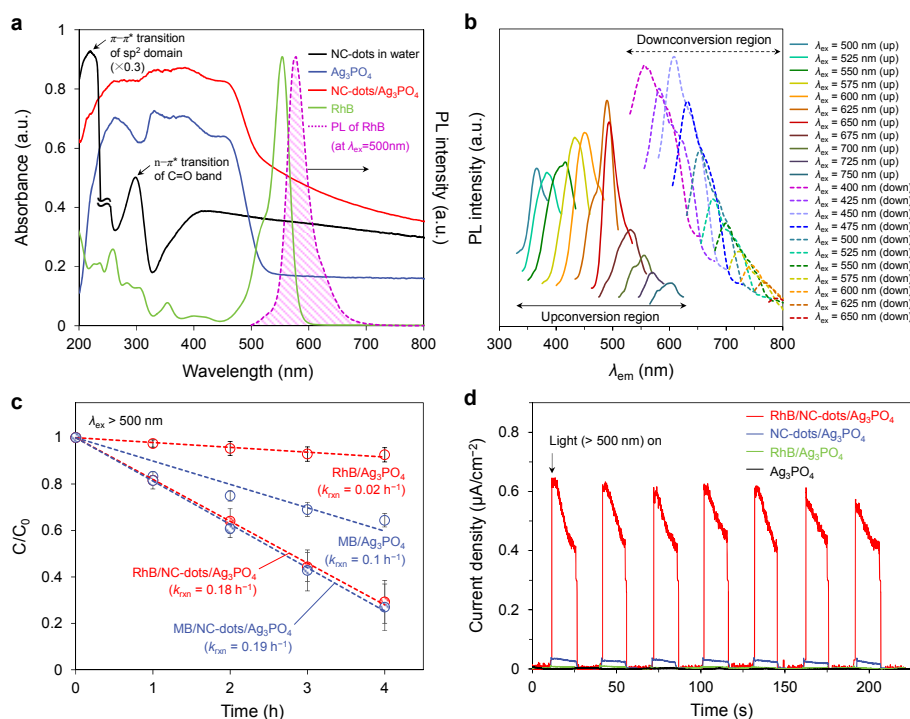 a
π–π* transition
of sp² domain
(×0.3)
n–π* transition
of C=O band
NC-dots in water
Ag₃PO₄
NC-dots/Ag₃PO₄
RhB
PL of RhB
(at λex=500nm)
Absorbance (a.u.)
1
0.8
0.6
0.4
0.2
0
200 300 400 500 600 700 800
Wavelength (nm)
PL intensity (a.u.)
b
Downconversion region
Upconversion region
PL intensity (a.u.)
300 400 500 600 700 800
λem (nm)
λex = 500 nm (up)
λex = 525 nm (up)
λex = 550 nm (up)
λex = 575 nm (up)
λex = 600 nm (up)
λex = 625 nm (up)
λex = 650 nm (up)
λex = 675 nm (up)
λex = 700 nm (up)
λex = 725 nm (up)
λex = 750 nm (up)
λex = 400 nm (down)
λex = 425 nm (down)
λex = 450 nm (down)
λex = 475 nm (down)
λex = 500 nm (down)
λex = 525 nm (down)
λex = 550 nm (down)
λex = 575 nm (down)
λex = 600 nm (down)
λex = 625 nm (down)
λex = 650 nm (down)
c
λex > 500 nm
RhB/Ag₃PO₄
(krxn = 0.02 h⁻¹)
MB/Ag₃PO₄
(krxn = 0.1 h⁻¹)
RhB/NC-dots/Ag₃PO₄
(krxn = 0.18 h⁻¹)
MB/NC-dots/Ag₃PO₄
(krxn = 0.19 h⁻¹)
C/C₀
1
0.8
0.6
0.4
0.2
0
0 1 2 3 4
Time (h)
d
RhB/NC-dots/Ag₃PO₄
NC-dots/Ag₃PO₄
RhB/Ag₃PO₄
Ag₃PO₄
Light (> 500 nm) on
Current density (μA/cm⁻²)
0.8
0.6
0.4
0.2
0
0 50 100 150 200
Time (s)